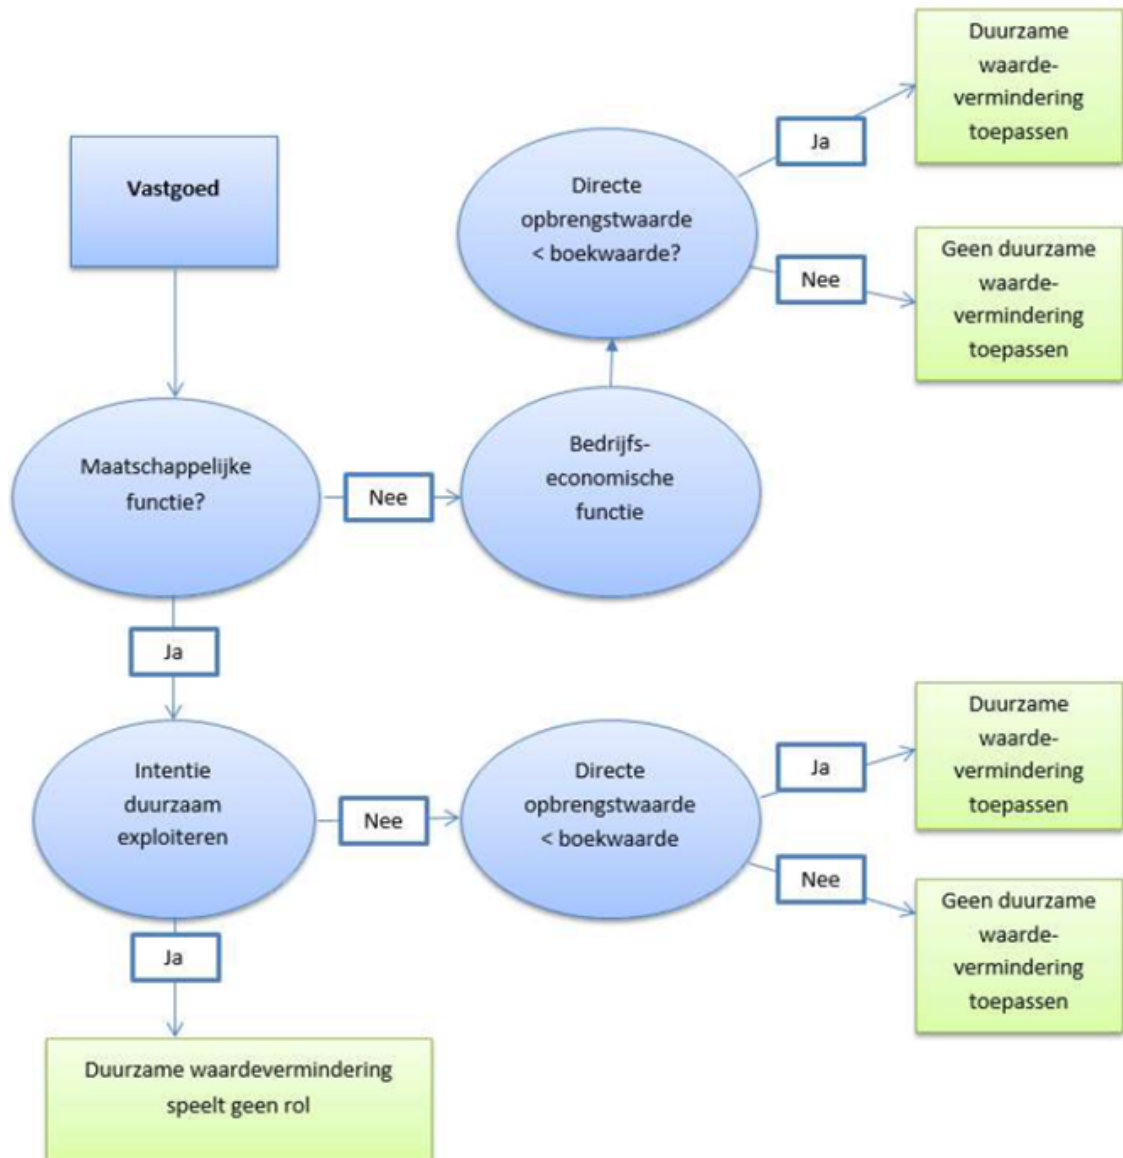 Vastgoed
Maatschappelijke
functie?
Nee
Bedrijfs-
economische
functie
Directe
opbrengstwaarde
< boekwaarde?
Ja
Duurzame
waarde-
vermindering
toepassen
Nee
Geen duurzame
waarde-
vermindering
toepassen
Ja
Intentie
duurzaam
exploiteren
Nee
Directe
opbrengstwaarde
< boekwaarde
Ja
Duurzame
waarde-
vermindering
toepassen
Nee
Geen duurzame
waarde-
vermindering
toepassen
Ja
Duurzame waardevermindering
speelt geen rol